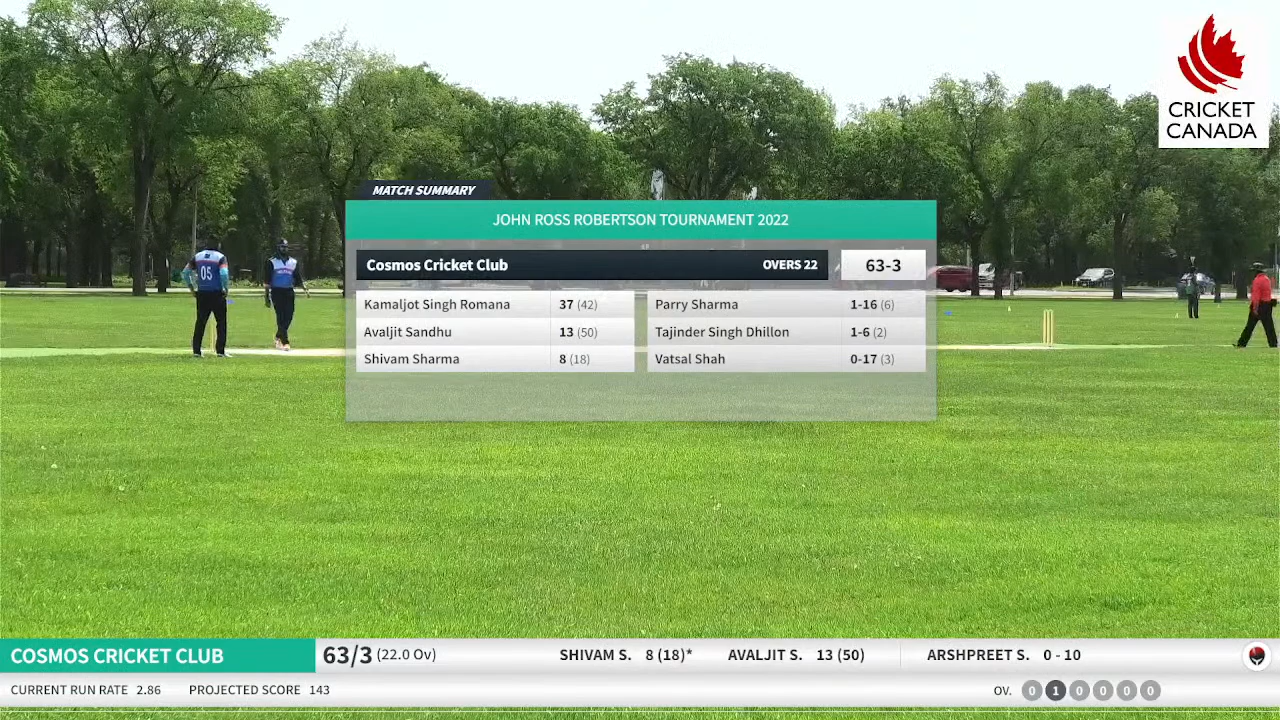 CRICKET
CANADA
MATCH SUMMARY
JOHN ROSS ROBERTSON TOURNAMENT 2022
Cosmos Cricket Club OVERS 22 63-3
Kamaljot Singh Romana 37 (42) Parry Sharma 1-16 (6)
Avaljit Sandhu 13 (50) Tajinder Singh Dhillon 1-6 (2)
Shivam Sharma 8 (18) Vatsal Shah 0-17 (3)
05
COSMOS CRICKET CLUB 63/3 (22.0 Ov) SHIVAM S. 8 (18)* AVALJIT S. 13 (50) ARSHPREET S. 0 - 10
CURRENT RUN RATE 2.86 PROJECTED SCORE 143 OV. 0 1 0 0 0 0